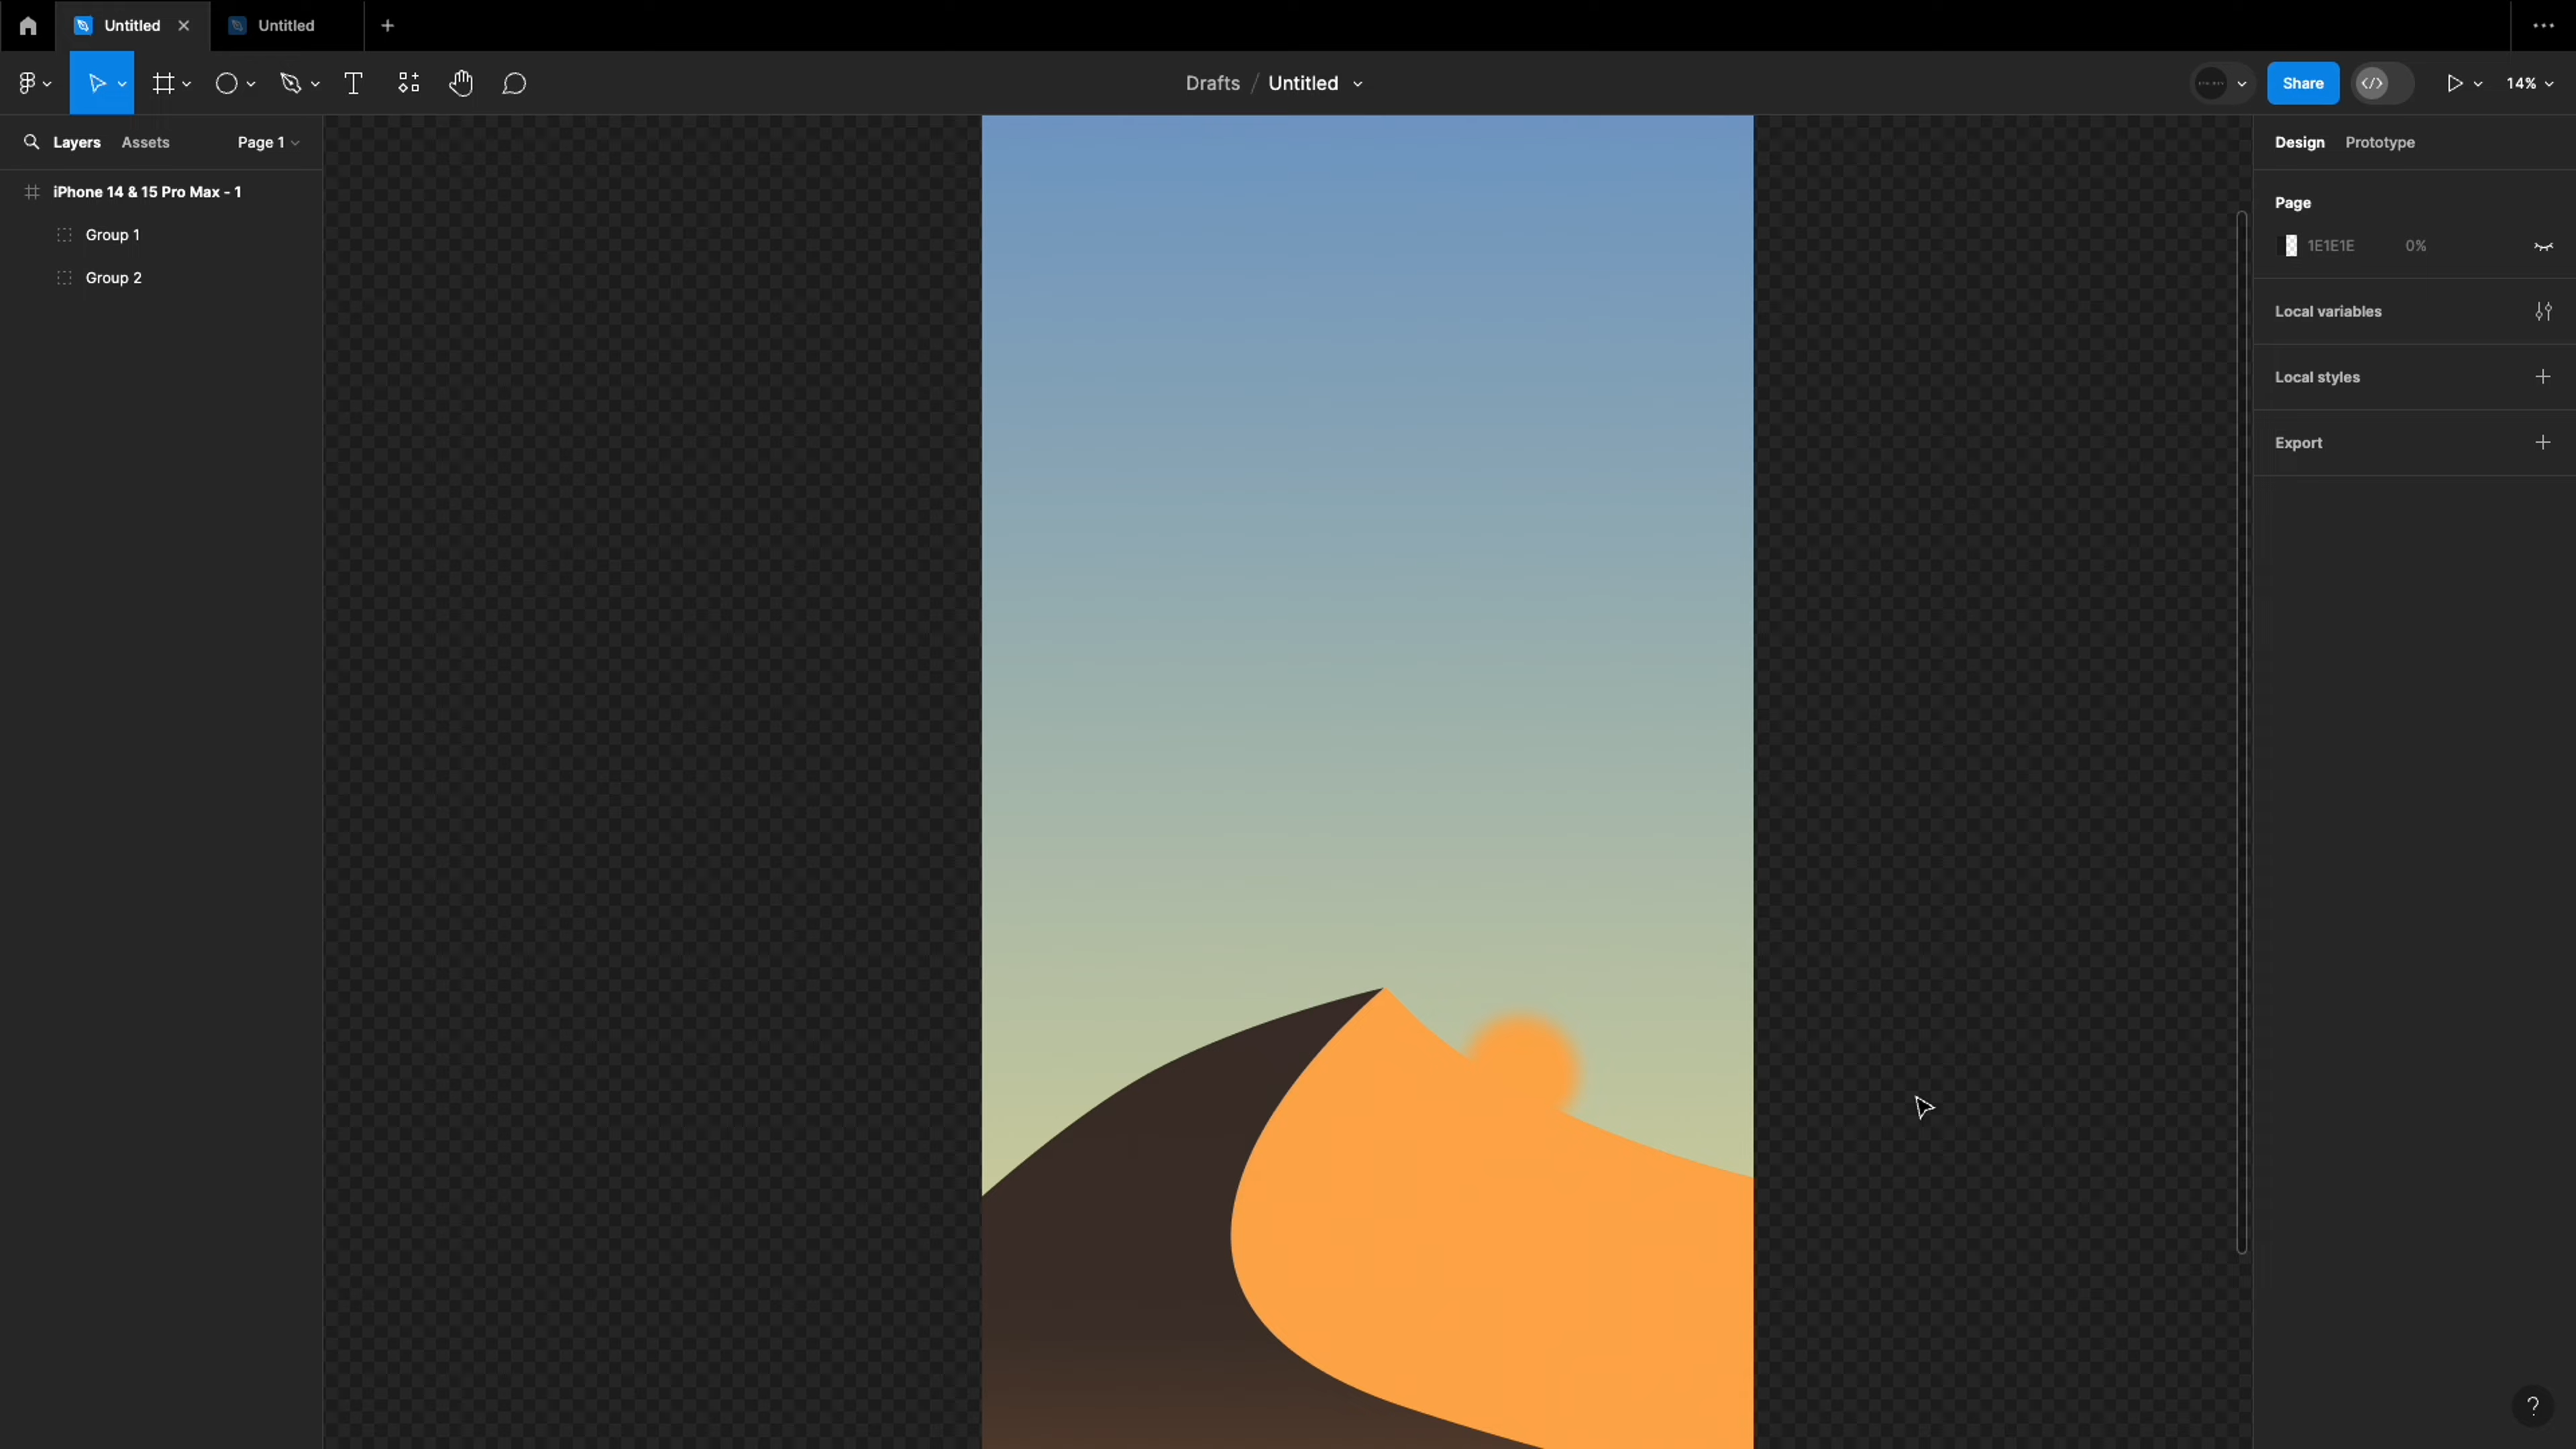 Untitled
Untitled
Drafts / Untitled
Share
14%
Layers
Assets
Page 1
iPhone 14 & 15 Pro Max - 1
Group 1
Group 2
Design
Prototype
Page
1E1E1E
0%
Local variables
Local styles
Export
?